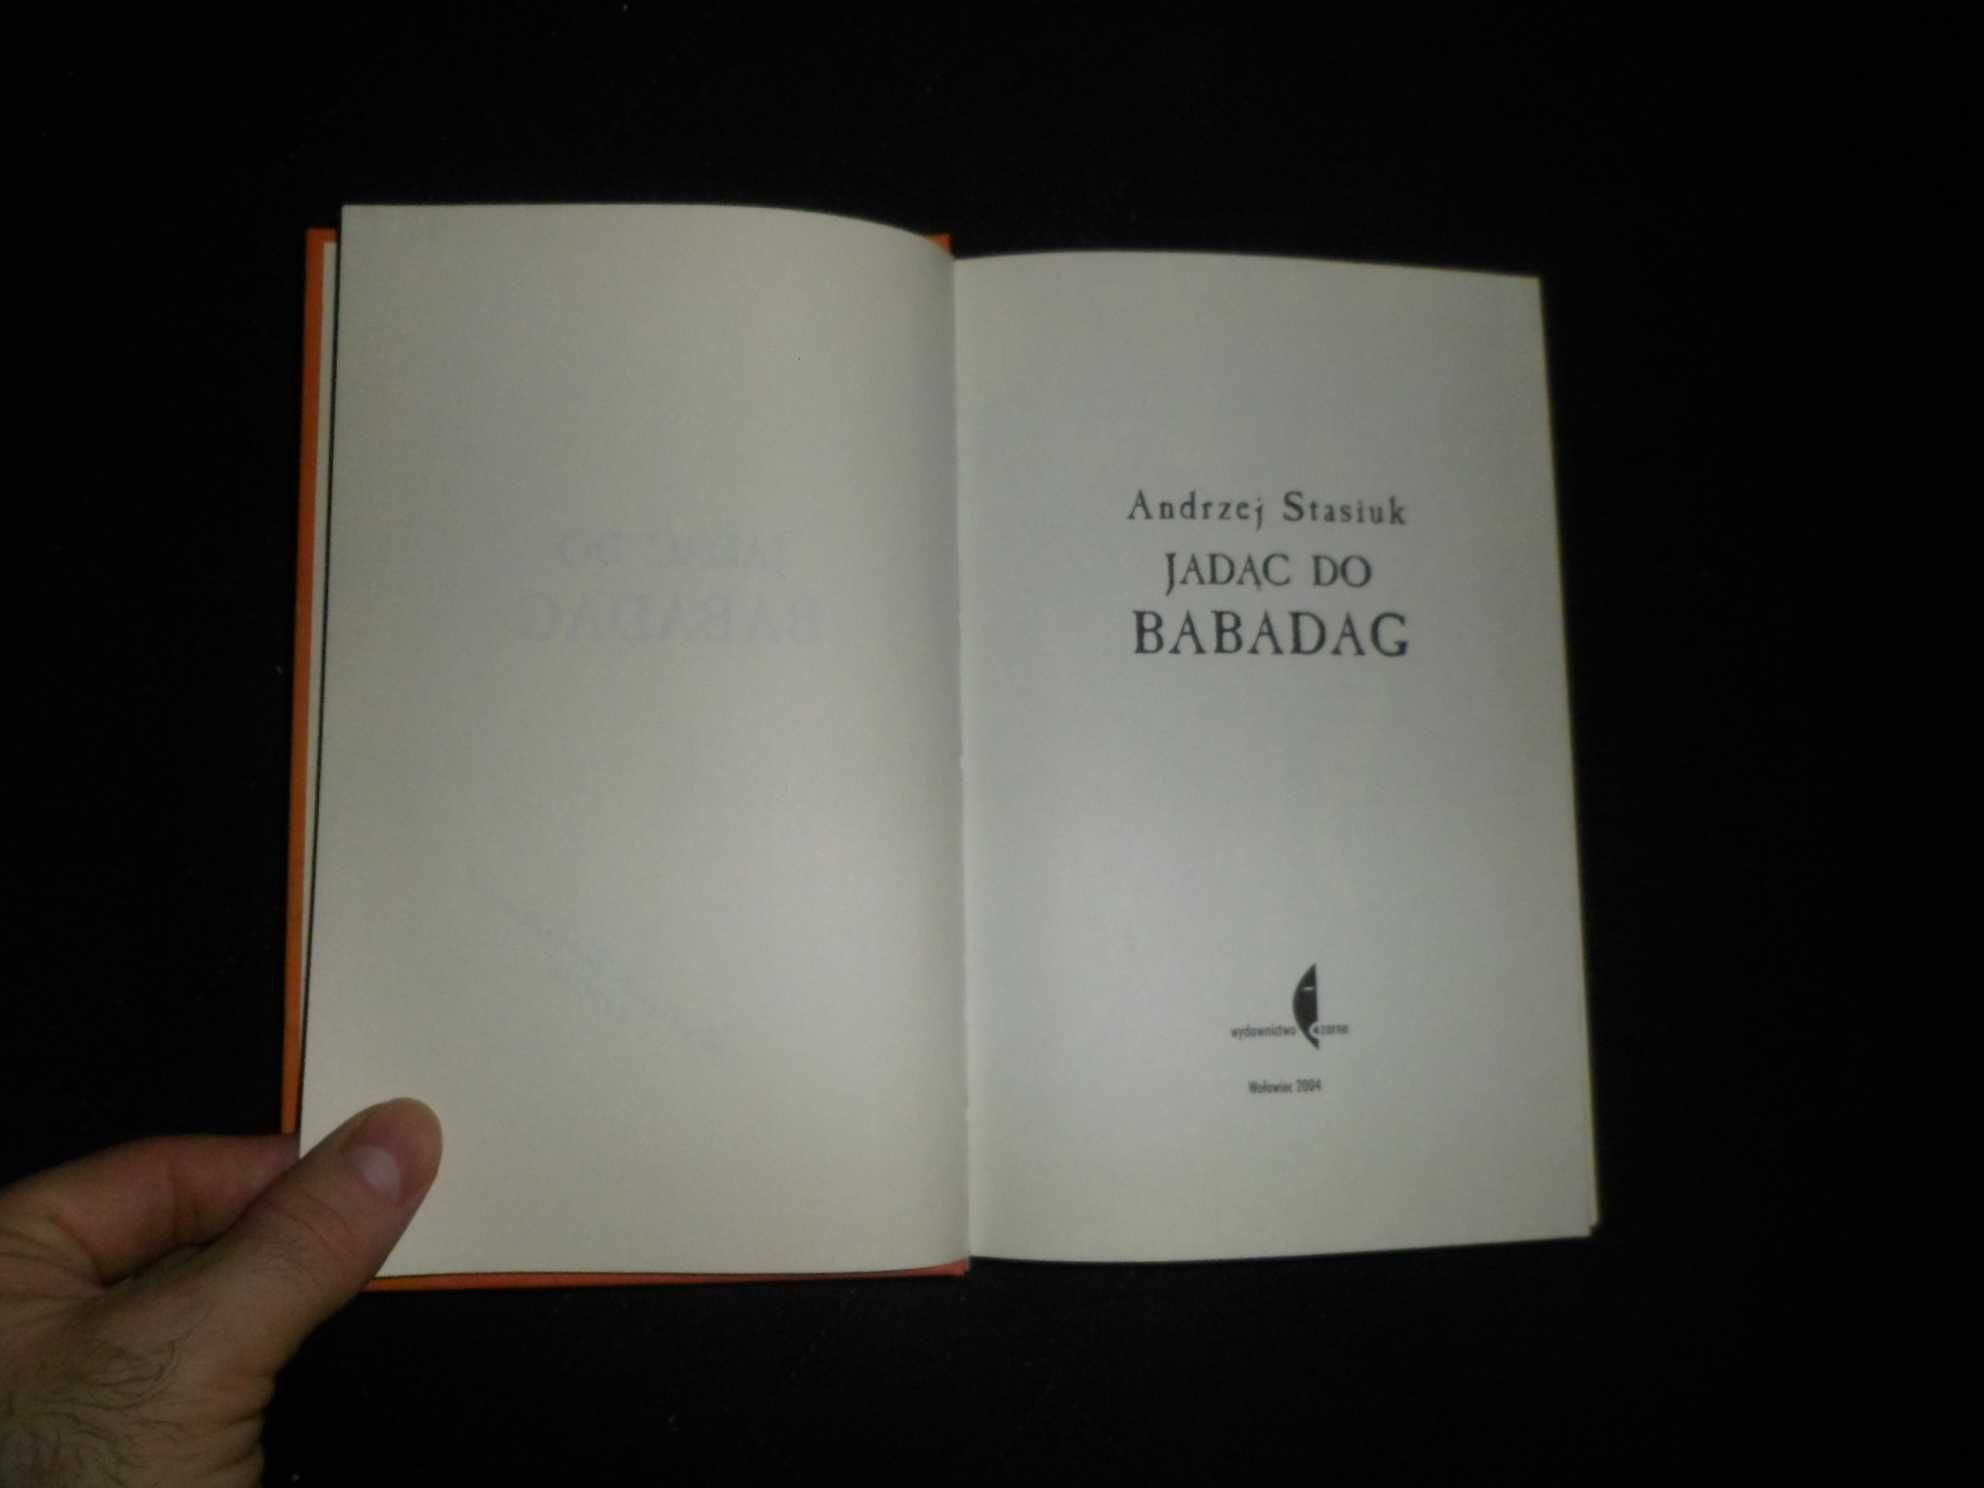 Andrzej Stasiuk
JADĄC DO
BABADAG
wydawnictwo Czarne
Wołowiec 2004